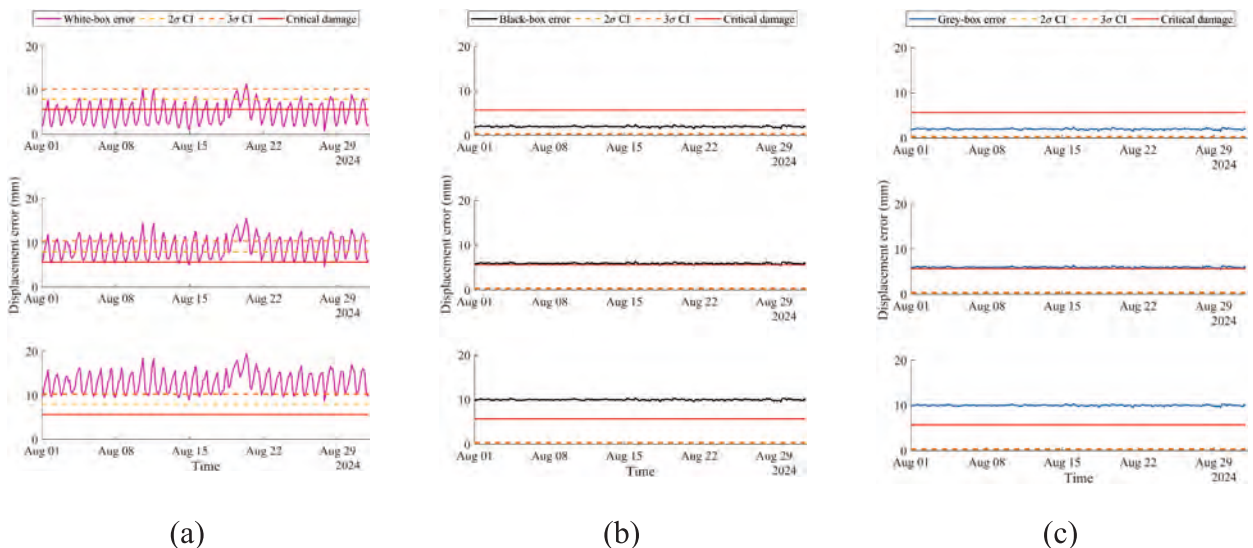 White-box error 2σ CI 3σ CI Critical damage
20
10
0
Aug 01 Aug 08 Aug 15 Aug 22 Aug 29
2024
20
10
0
Aug 01 Aug 08 Aug 15 Aug 22 Aug 29
2024
20
10
0
Aug 01 Aug 08 Aug 15 Aug 22 Aug 29
Time 2024
Displacement error (mm)
(a)
Black-box error 2σ CI 3σ CI Critical damage
20
10
0
Aug 01 Aug 08 Aug 15 Aug 22 Aug 29
2024
20
10
0
Aug 01 Aug 08 Aug 15 Aug 22 Aug 29
2024
20
10
0
Aug 01 Aug 08 Aug 15 Aug 22 Aug 29
Time 2024
Displacement error (mm)
(b)
Grey-box error 2σ CI 3σ CI Critical damage
20
10
0
Aug 01 Aug 08 Aug 15 Aug 22 Aug 29
2024
20
10
0
Aug 01 Aug 08 Aug 15 Aug 22 Aug 29
2024
20
10
0
Aug 01 Aug 08 Aug 15 Aug 22 Aug 29
Time 2024
Displacement error (mm)
(c)